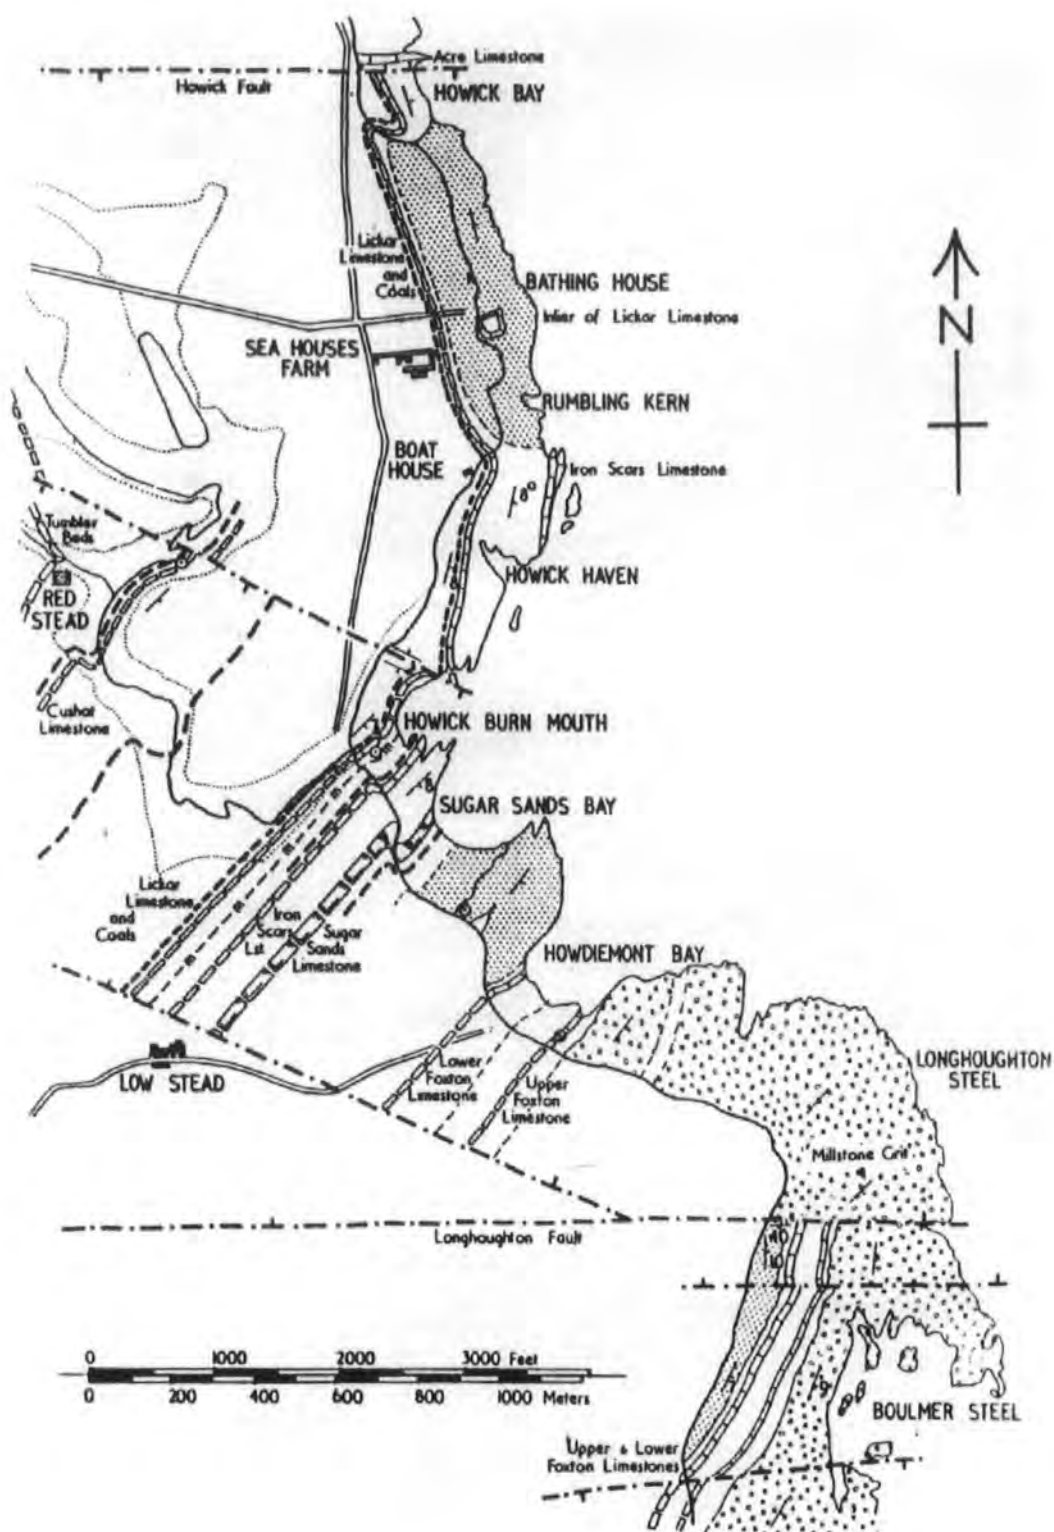 Acre Limestone
Howick Fault
HOWICK BAY
Lickar
Limestone
and
Coals
BATHING HOUSE
Inlier of Lickar Limestone
SEA HOUSES
FARM
RUMBLING KERN
BOAT
HOUSE
Iron Scars Limestone
8°
N
Tumbler
Beds
HOWICK HAVEN
RED
STEAD
Cushat
Limestone
HOWICK BURN MOUTH
SUGAR SANDS BAY
Lickar
Limestone
and
Coals
Iron
Scars
Lst
Sugar
Sands
Limestone
HOWDIEMONT BAY
LOW STEAD
Lower
Foxton
Limestone
Upper
Foxton
Limestone
LONGHOUGHTON
STEEL
Millstone Grit
Longhoughton Fault
10
0 1000 2000 3000 Feet
0 200 400 600 800 1000 Meters
BOULMER STEEL
Upper & Lower
Foxton Limestones